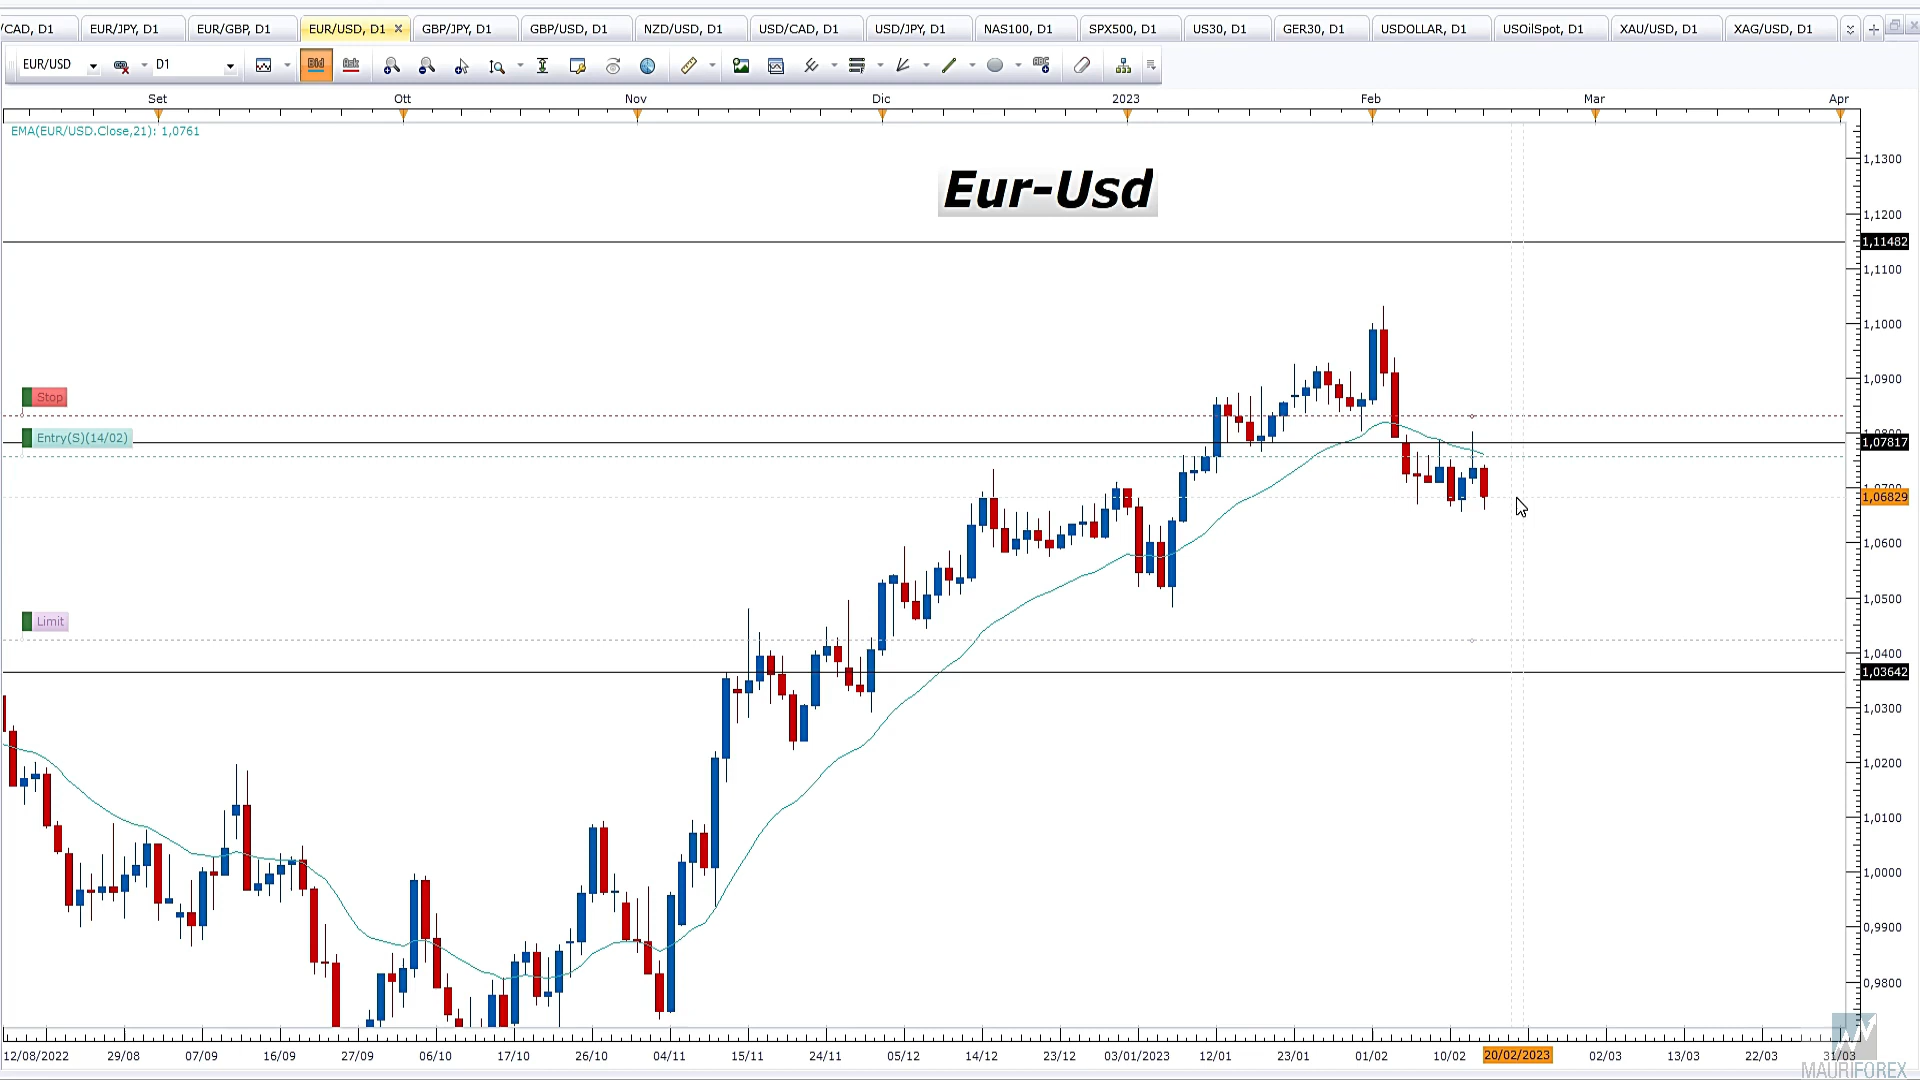 /CAD, D1 EUR/JPY, D1 EUR/GBP, D1 EUR/USD, D1 GBP/JPY, D1 GBP/USD, D1 NZD/USD, D1 USD/CAD, D1 USD/JPY, D1 NAS100, D1 SPX500, D1 US30, D1 GER30, D1 USDOLLAR, D1 USOilSpot, D1 XAU/USD, D1 XAG/USD, D1
EUR/USD D1 Bid Ask ABC
Set Ott Nov Dic 2023 Feb Mar Apr
EMA(EUR/USD.Close,21): 1,0761
Eur-Usd
1,1300
1,1200
1,11482
1,1100
1,1000
1,0900
Stop
Entry(S)(14/02)
1,0800
1,07817
1,0700
1,06829
1,0600
1,0500
Limit
1,0400
1,03642
1,0300
1,0200
1,0100
1,0000
0,9900
0,9800
12/08/2022 29/08 07/09 16/09 27/09 06/10 17/10 26/10 04/11 15/11 24/11 05/12 14/12 23/12 03/01/2023 12/01 23/01 01/02 10/02 20/02/2023 02/03 13/03 22/03 31/03
MAURIFOREX